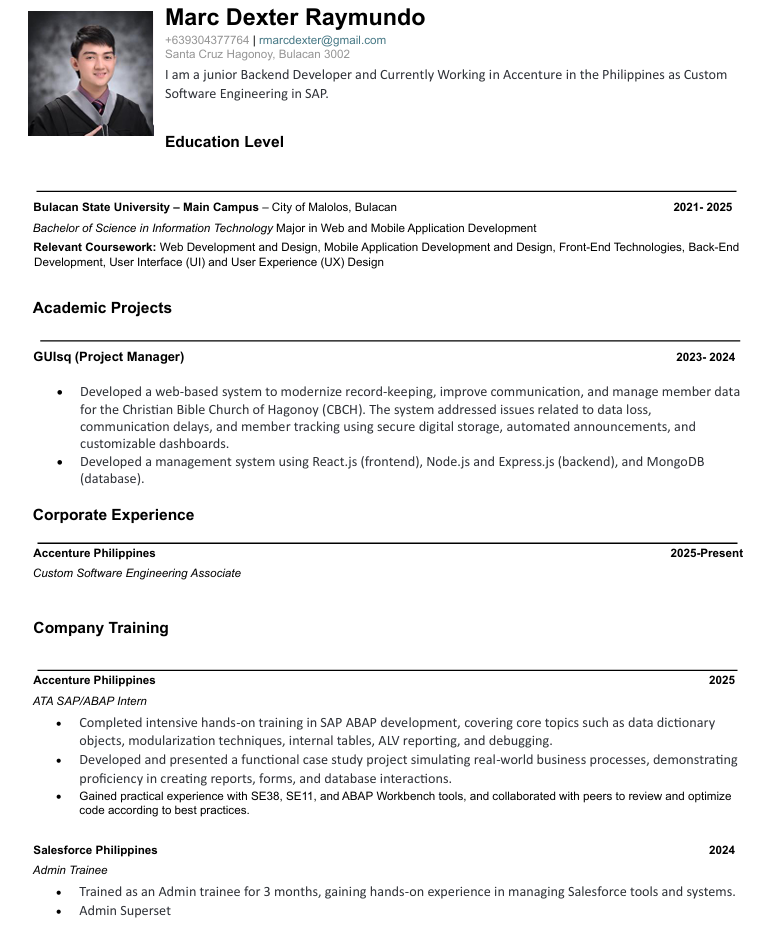 Marc Dexter Raymundo
+639304377764 | rmarcdexter@gmail.com
Santa Cruz Hagonoy, Bulacan 3002
I am a junior Backend Developer and Currently Working in Accenture in the Philippines as Custom
Software Engineering in SAP.
Education Level
Bulacan State University – Main Campus – City of Malolos, Bulacan 2021- 2025
Bachelor of Science in Information Technology Major in Web and Mobile Application Development
Relevant Coursework: Web Development and Design, Mobile Application Development and Design, Front-End Technologies, Back-End
Development, User Interface (UI) and User Experience (UX) Design
Academic Projects
GUIsq (Project Manager) 2023- 2024
• Developed a web-based system to modernize record-keeping, improve communication, and manage member data
for the Christian Bible Church of Hagonoy (CBCH). The system addressed issues related to data loss,
communication delays, and member tracking using secure digital storage, automated announcements, and
customizable dashboards.
• Developed a management system using React.js (frontend), Node.js and Express.js (backend), and MongoDB
(database).
Corporate Experience
Accenture Philippines 2025-Present
Custom Software Engineering Associate
Company Training
Accenture Philippines 2025
ATA SAP/ABAP Intern
• Completed intensive hands-on training in SAP ABAP development, covering core topics such as data dictionary
objects, modularization techniques, internal tables, ALV reporting, and debugging.
• Developed and presented a functional case study project simulating real-world business processes, demonstrating
proficiency in creating reports, forms, and database interactions.
• Gained practical experience with SE38, SE11, and ABAP Workbench tools, and collaborated with peers to review and optimize
code according to best practices.
Salesforce Philippines 2024
Admin Trainee
• Trained as an Admin trainee for 3 months, gaining hands-on experience in managing Salesforce tools and systems.
• Admin Superset